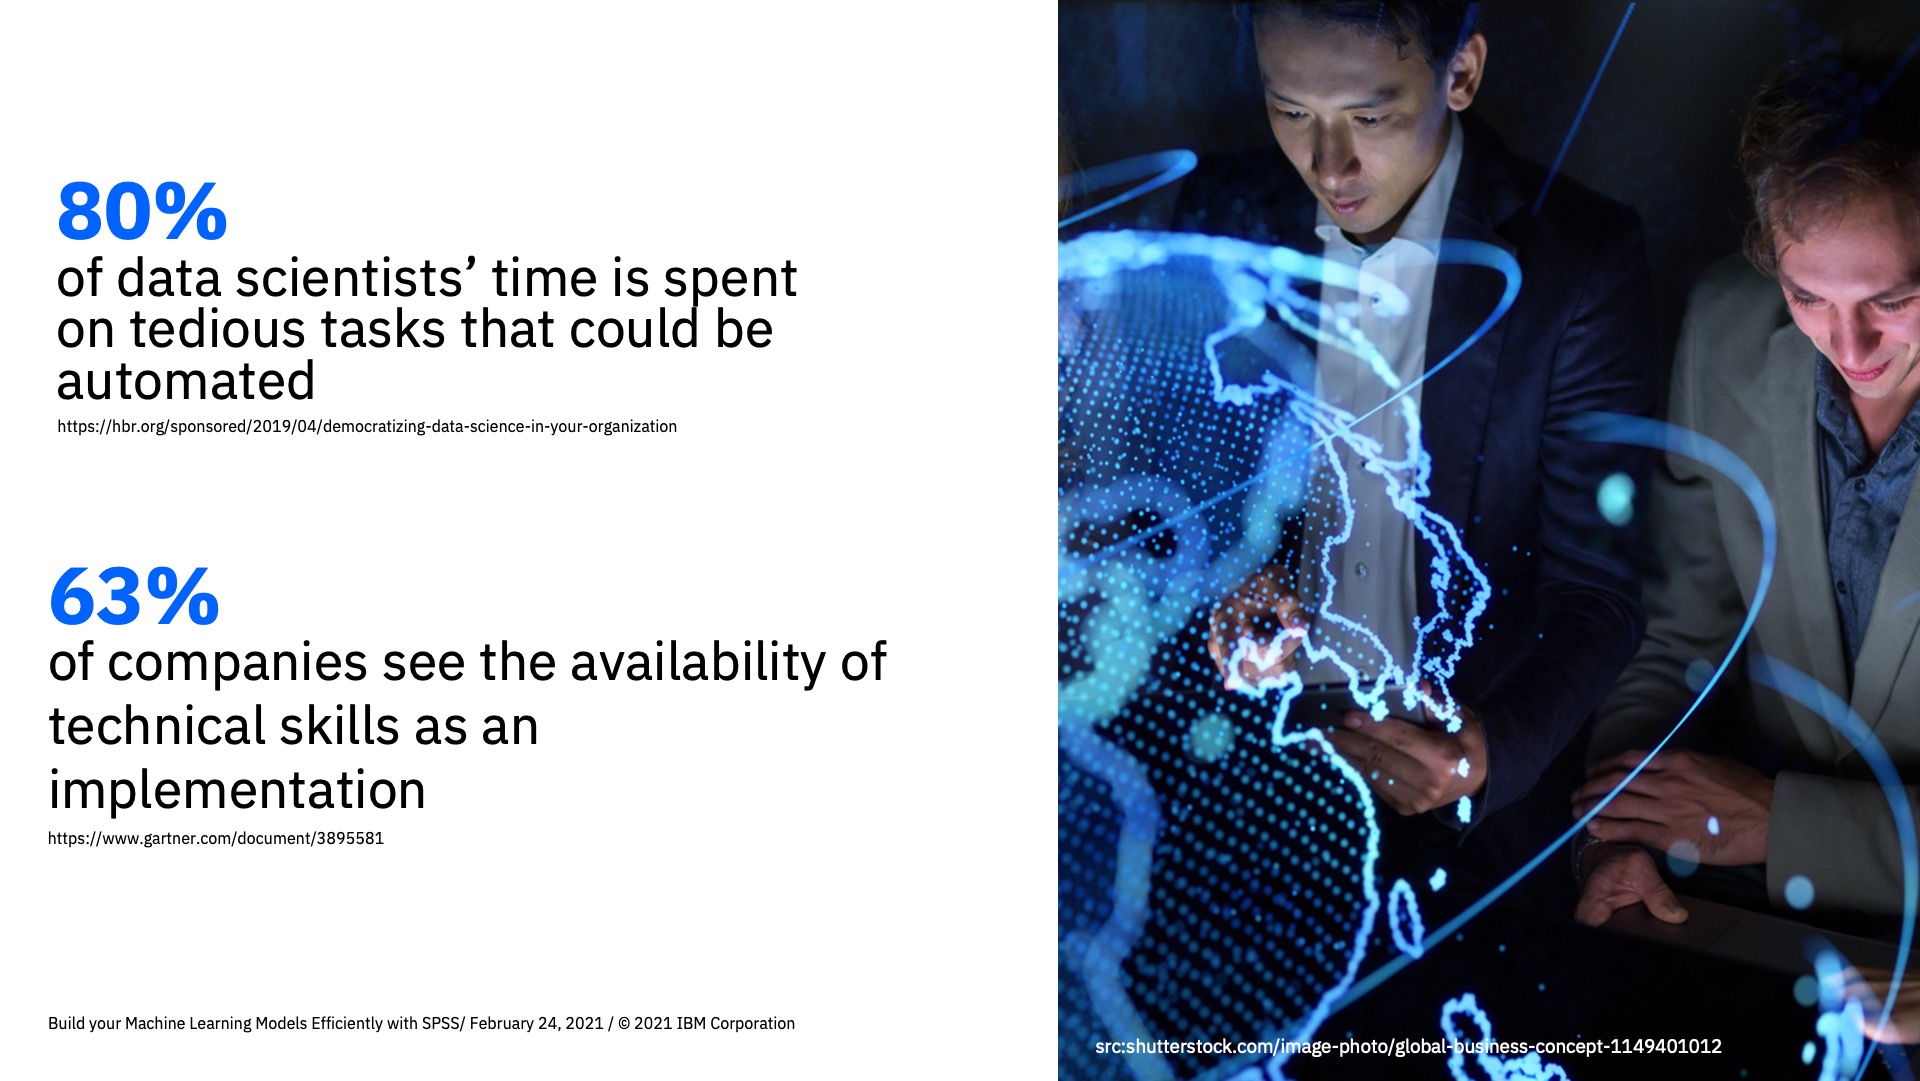 80%
of data scientists’ time is spent
on tedious tasks that could be
automated
https://hbr.org/sponsored/2019/04/democratizing-data-science-in-your-organization
63%
of companies see the availability of
technical skills as an
implementation
https://www.gartner.com/document/3895581
Build your Machine Learning Models Efficiently with SPSS/ February 24, 2021 / © 2021 IBM Corporation
src:shutterstock.com/image-photo/global-business-concept-1149401012